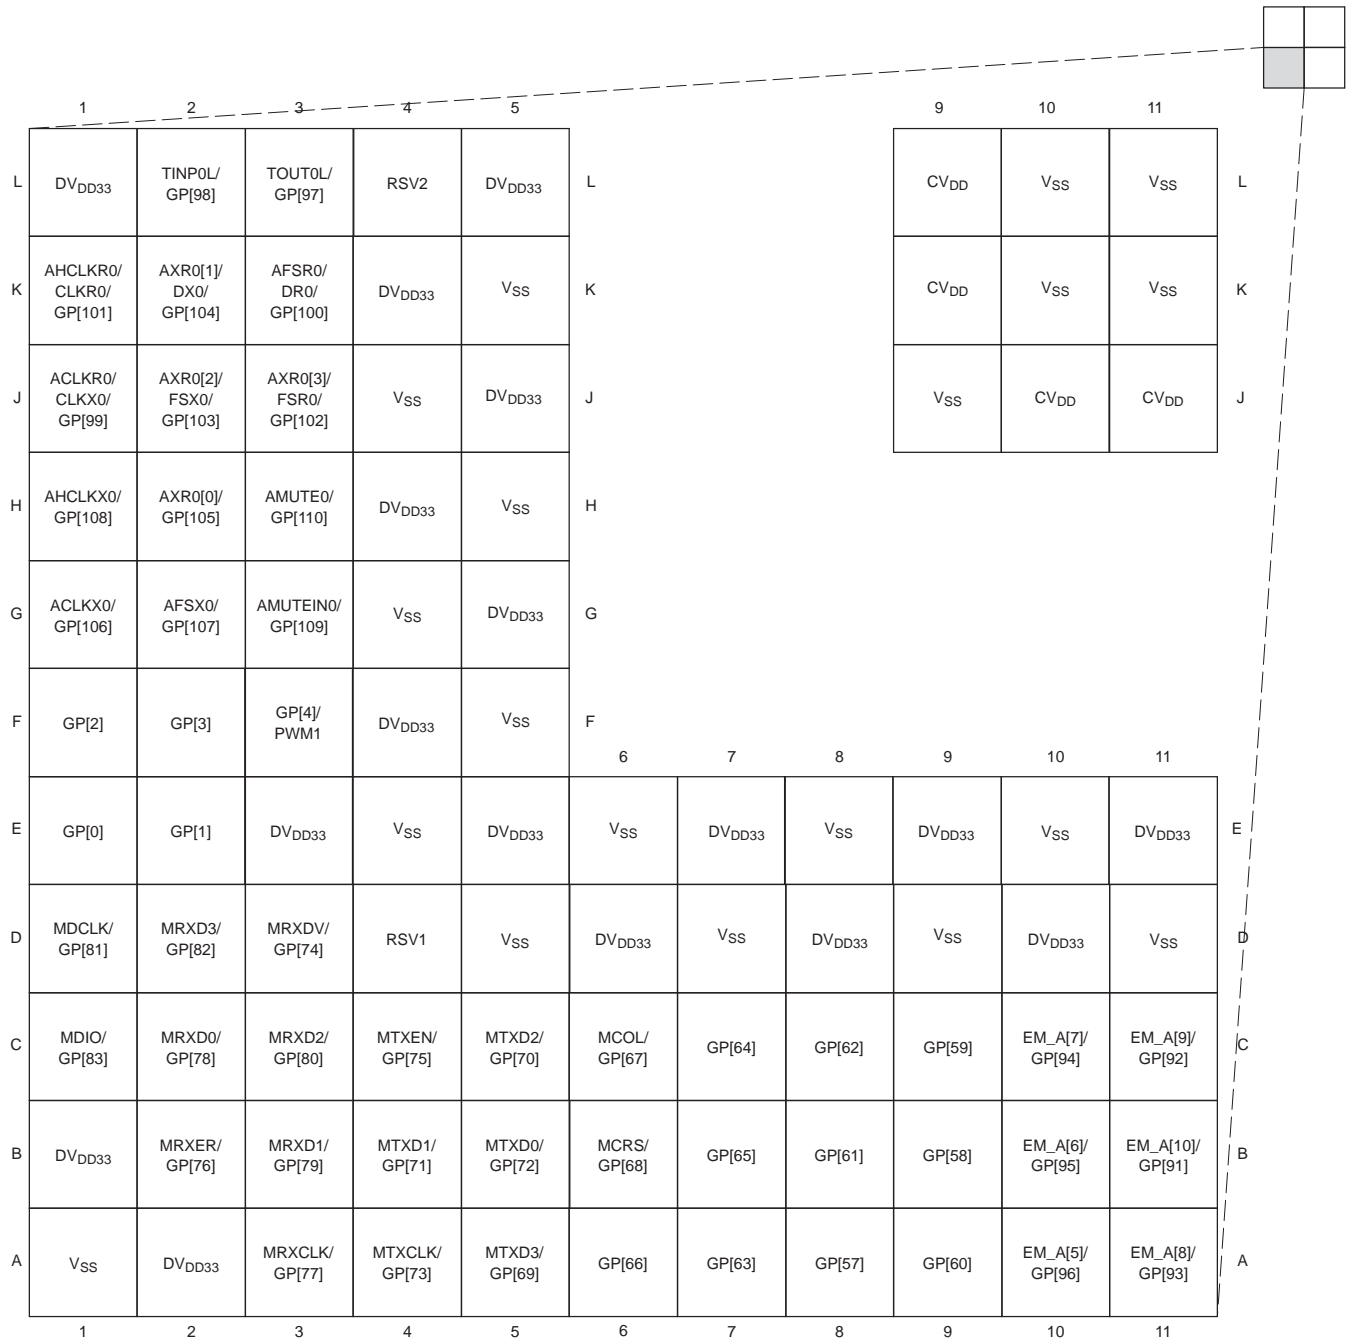 1 2 3 4 5 9 10 11
L DVDD33 TINP0L/ GP[98] TOUT0L/ GP[97] RSV2 DVDD33 L CVDD VSS VSS L
K AHCLKR0/ CLKR0/ GP[101] AXR0[1]/ DX0/ GP[104] AFSR0/ DR0/ GP[100] DVDD33 VSS K CVDD VSS VSS K
J ACLKR0/ CLKX0/ GP[99] AXR0[2]/ FSX0/ GP[103] AXR0[3]/ FSR0/ GP[102] VSS DVDD33 J VSS CVDD CVDD J
H AHCLKX0/ GP[108] AXR0[0]/ GP[105] AMUTE0/ GP[110] DVDD33 VSS H
G ACLKX0/ GP[106] AFSX0/ GP[107] AMUTEIN0/ GP[109] VSS DVDD33 G
F GP[2] GP[3] GP[4]/ PWM1 DVDD33 VSS F
6 7 8 9 10 11
E GP[0] GP[1] DVDD33 VSS DVDD33 VSS DVDD33 VSS DVDD33 VSS DVDD33 E
D MDCLK/ GP[81] MRXD3/ GP[82] MRXDV/ GP[74] RSV1 VSS DVDD33 VSS DVDD33 VSS DVDD33 VSS D
C MDIO/ GP[83] MRXD0/ GP[78] MRXD2/ GP[80] MTXEN/ GP[75] MTXD2/ GP[70] MCOL/ GP[67] GP[64] GP[62] GP[59] EM_A[7]/ GP[94] EM_A[9]/ GP[92] C
B DVDD33 MRXER/ GP[76] MRXD1/ GP[79] MTXD1/ GP[71] MTXD0/ GP[72] MCRS/ GP[68] GP[65] GP[61] GP[58] EM_A[6]/ GP[95] EM_A[10]/ GP[91] B
A VSS DVDD33 MRXCLK/ GP[77] MTXCLK/ GP[73] MTXD3/ GP[69] GP[66] GP[63] GP[57] GP[60] EM_A[5]/ GP[96] EM_A[8]/ GP[93] A
1 2 3 4 5 6 7 8 9 10 11